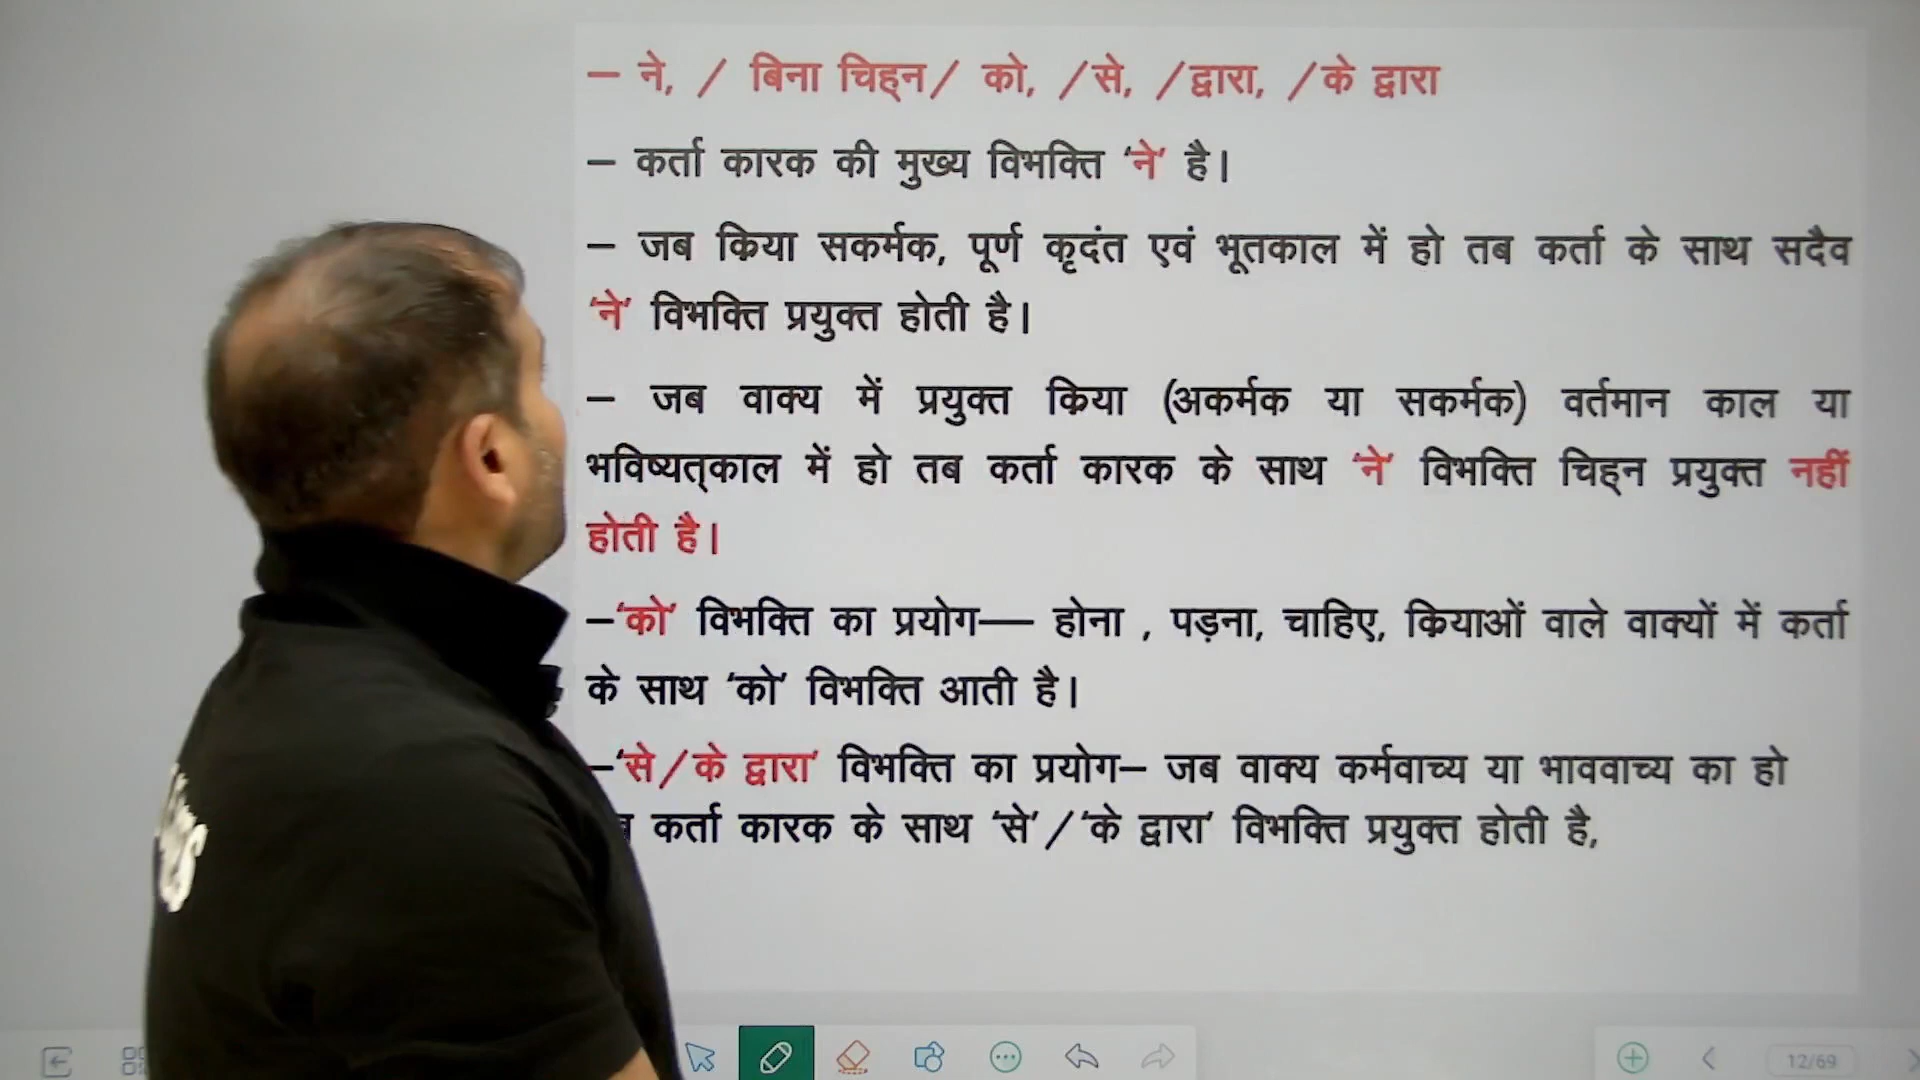 – ने, / बिना चिह्न/ को, /से, /द्वारा, /के द्वारा
– कर्ता कारक की मुख्य विभक्ति ‘ने’ है।
– जब क्रिया सकर्मक, पूर्ण कृदंत एवं भूतकाल में हो तब कर्ता के साथ सदैव
‘ने’ विभक्ति प्रयुक्त होती है।
– जब वाक्य में प्रयुक्त क्रिया (अकर्मक या सकर्मक) वर्तमान काल या
भविष्यत्काल में हो तब कर्ता कारक के साथ ‘ने’ विभक्ति चिह्न प्रयुक्त नहीं
होती है।
–‘को’ विभक्ति का प्रयोग— होना , पड़ना, चाहिए, क्रियाओं वाले वाक्यों में कर्ता
के साथ ‘को’ विभक्ति आती है।
–‘से/के द्वारा’ विभक्ति का प्रयोग– जब वाक्य कर्मवाच्य या भाववाच्य का हो
कर्ता कारक के साथ ‘से’/‘के द्वारा’ विभक्ति प्रयुक्त होती है,
12/69